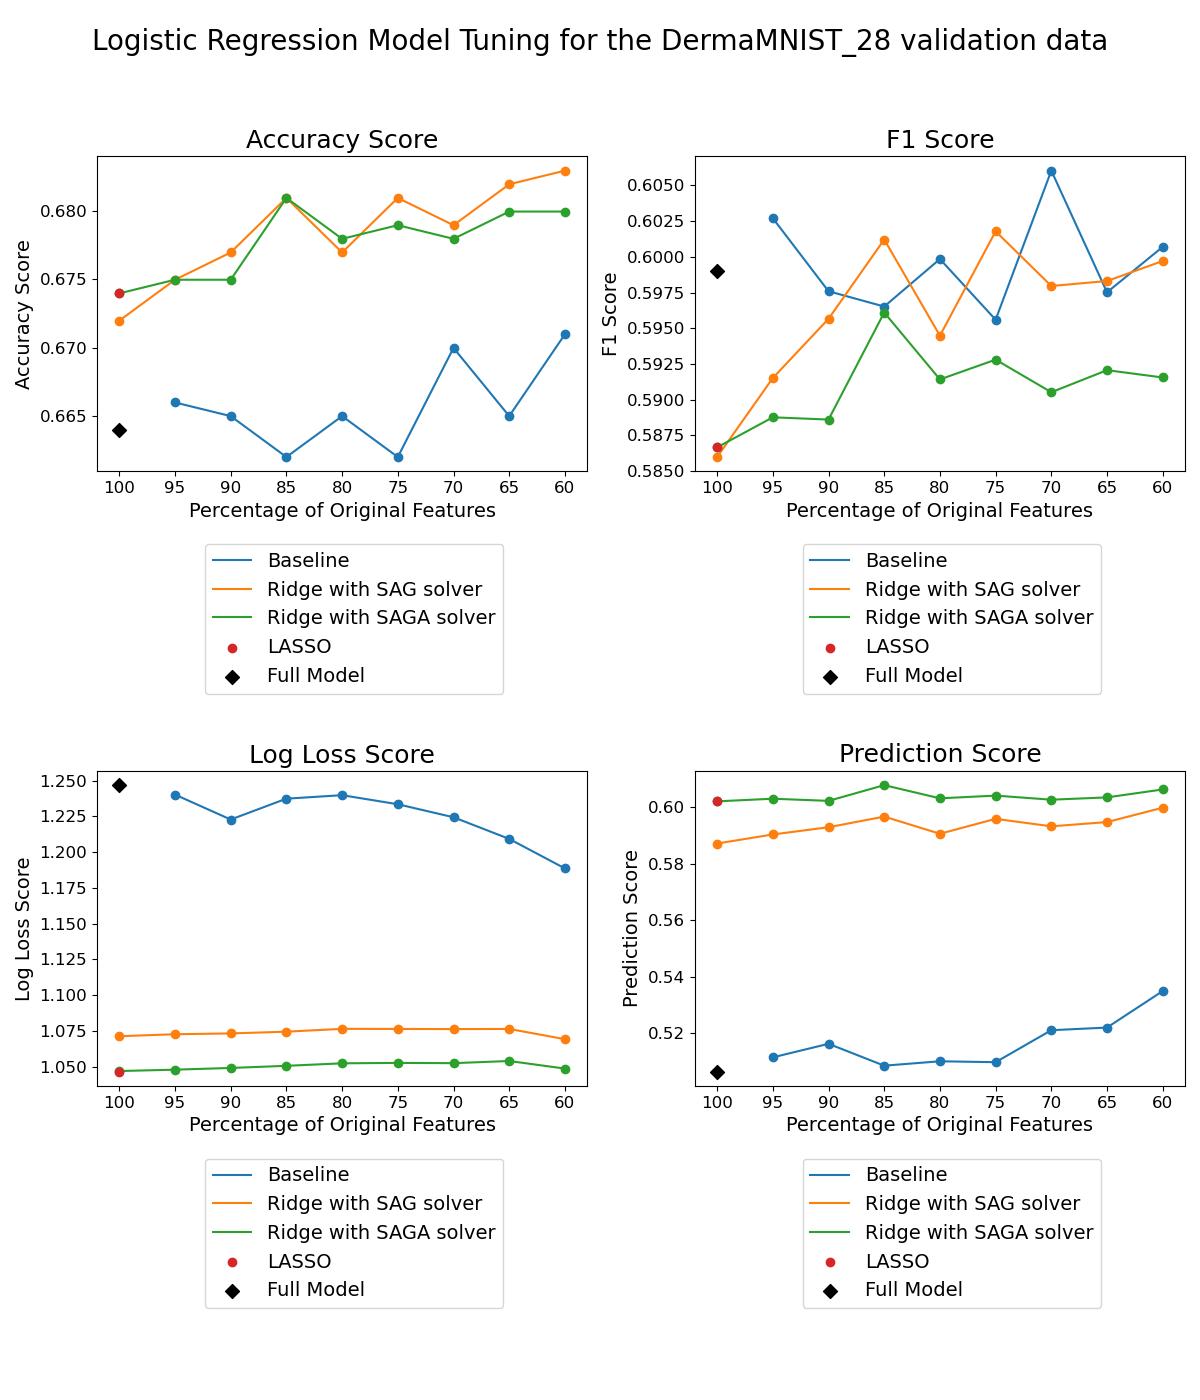 Logistic Regression Model Tuning for the DermaMNIST_28 validation data
Accuracy Score
Accuracy Score
0.680
0.675
0.670
0.665
100 95 90 85 80 75 70 65 60
Percentage of Original Features
Baseline
Ridge with SAG solver
Ridge with SAGA solver
LASSO
Full Model
F1 Score
F1 Score
0.6050
0.6025
0.6000
0.5975
0.5950
0.5925
0.5900
0.5875
0.5850
100 95 90 85 80 75 70 65 60
Percentage of Original Features
Baseline
Ridge with SAG solver
Ridge with SAGA solver
LASSO
Full Model
Log Loss Score
Log Loss Score
1.250
1.225
1.200
1.175
1.150
1.125
1.100
1.075
1.050
100 95 90 85 80 75 70 65 60
Percentage of Original Features
Baseline
Ridge with SAG solver
Ridge with SAGA solver
LASSO
Full Model
Prediction Score
Prediction Score
0.60
0.58
0.56
0.54
0.52
100 95 90 85 80 75 70 65 60
Percentage of Original Features
Baseline
Ridge with SAG solver
Ridge with SAGA solver
LASSO
Full Model